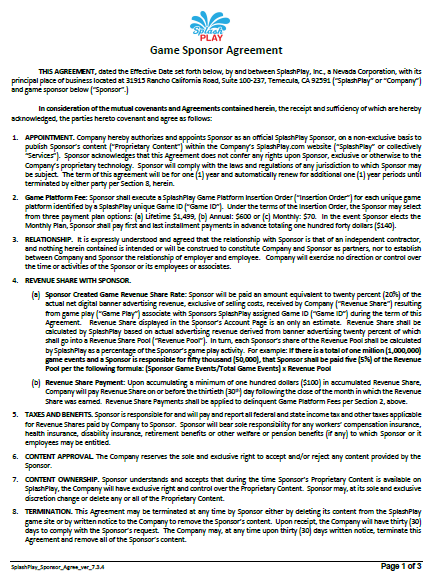 Splash
PLAY
Game Sponsor Agreement
THIS AGREEMENT, dated the Effective Date set forth below, by and between SplashPlay, Inc., a Nevada Corporation, with its
principal place of business located at 31915 Rancho California Road, Suite 100-237, Temecula, CA 92591 ("SplashPlay" or "Company")
and game sponsor below ("Sponsor".)
In consideration of the mutual covenants and Agreements contained herein, the receipt and sufficiency of which are hereby
acknowledged, the parties hereto covenant and agree as follows:
1. APPOINTMENT. Company hereby authorizes and appoints Sponsor as an official SplashPlay Sponsor, on a non-exclusive basis to
publish Sponsor's content ("Proprietary Content") within the Company's SplashPlay.com website ("SplashPlay" or collectively
"Services"). Sponsor acknowledges that this Agreement does not confer any rights upon Sponsor, exclusive or otherwise to the
Company's proprietary technology. Sponsor will comply with the laws and regulations of any jurisdiction to which Sponsor may
be subject. The term of this agreement will be for one (1) year and automatically renew for additional one (1) year periods until
terminated by either party per Section 8, herein.
2. Game Platform Fee: Sponsor shall execute a SplashPlay Game Platform Insertion Order ("Insertion Order") for each unique game
platform identified by a SplashPlay unique Game ID ("Game ID"). Under the terms of the Insertion Order, the Sponsor may select
from three payment plan options: (a) Lifetime $1,499, (b) Annual: $600 or (c) Monthly: $70. In the event Sponsor elects the
Monthly Plan, Sponsor shall pay first and last installment payments in advance totaling one hundred forty dollars ($140).
3. RELATIONSHIP. It is expressly understood and agreed that the relationship with Sponsor is that of an independent contractor,
and nothing herein contained is intended or will be construed to constitute Company and Sponsor as partners, nor to establish
between Company and Sponsor the relationship of employer and employee. Company will exercise no direction or control over
the time or activities of the Sponsor or its employees or associates.
4. REVENUE SHARE WITH SPONSOR.
(a) Sponsor Created Game Revenue Share Rate: Sponsor will be paid an amount equivalent to twenty percent (20%) of the
actual net digital banner advertising revenue, exclusive of selling costs, received by Company ("Revenue Share") resulting
from game play ("Game Play") associate with Sponsors SplashPlay assigned Game ID ("Game ID") during the term of this
Agreement. Revenue Share displayed in the Sponsor's Account Page is on only an estimate. Revenue Share shall be
calculated by SplashPlay based on actual advertising revenue derived from banner advertising twenty percent of which
shall go into a Revenue Share Pool ("Revenue Pool"). In turn, each Sponsor's share of the Revenue Pool shall be calculated
by SplashPlay as a percentage of the Sponsor's game play activity. For example: If there is a total of one million (1,000,000)
game events and a Sponsor is responsible for fifty thousand (50,000), that Sponsor shall be paid five (5%) of the Revenue
Pool per the following formula: (Sponsor Game Events/Total Game Events) x Revenue Pool
(b) Revenue Share Payment: Upon accumulating a minimum of one hundred dollars ($100) in accumulated Revenue Share,
Company will pay Revenue Share on or before the thirtieth (30th) day following the close of the month in which the Revenue
Share was earned. Revenue Share Payments shall be applied to delinquent Game Platform Fees per Section 2, above.
5. TAXES AND BENEFITS. Sponsor is responsible for and will pay and report all federal and state income tax and other taxes applicable
for Revenue Shares paid by Company to Sponsor. Sponsor will bear sole responsibility for any workers' compensation insurance,
health insurance, disability insurance, retirement benefits or other welfare or pension benefits (if any) to which Sponsor or its
employees may be entitled.
6. CONTENT APPROVAL. The Company reserves the sole and exclusive right to accept and/or reject any content provided by the
Sponsor.
7. CONTENT OWNERSHIP. Sponsor understands and accepts that during the time Sponsor's Proprietary Content is available on
SplashPlay, the Company will have exclusive right and control over the Proprietary Content. Sponsor may, at its sole and exclusive
discretion change or delete any or all of the Proprietary Content.
8. TERMINATION. This Agreement may be terminated at any time by Sponsor either by deleting its content from the SplashPlay
game site or by written notice to the Company to remove the Sponsor's content. Upon receipt, the Company will have thirty (30)
days to comply with the Sponsor's request. The Company may, at any time upon thirty (30) days written notice, terminate this
Agreement and remove all of the Sponsor's content.
SplashPlay_Sponsor_Agree_ver_7.3.4
Page 1 of 3